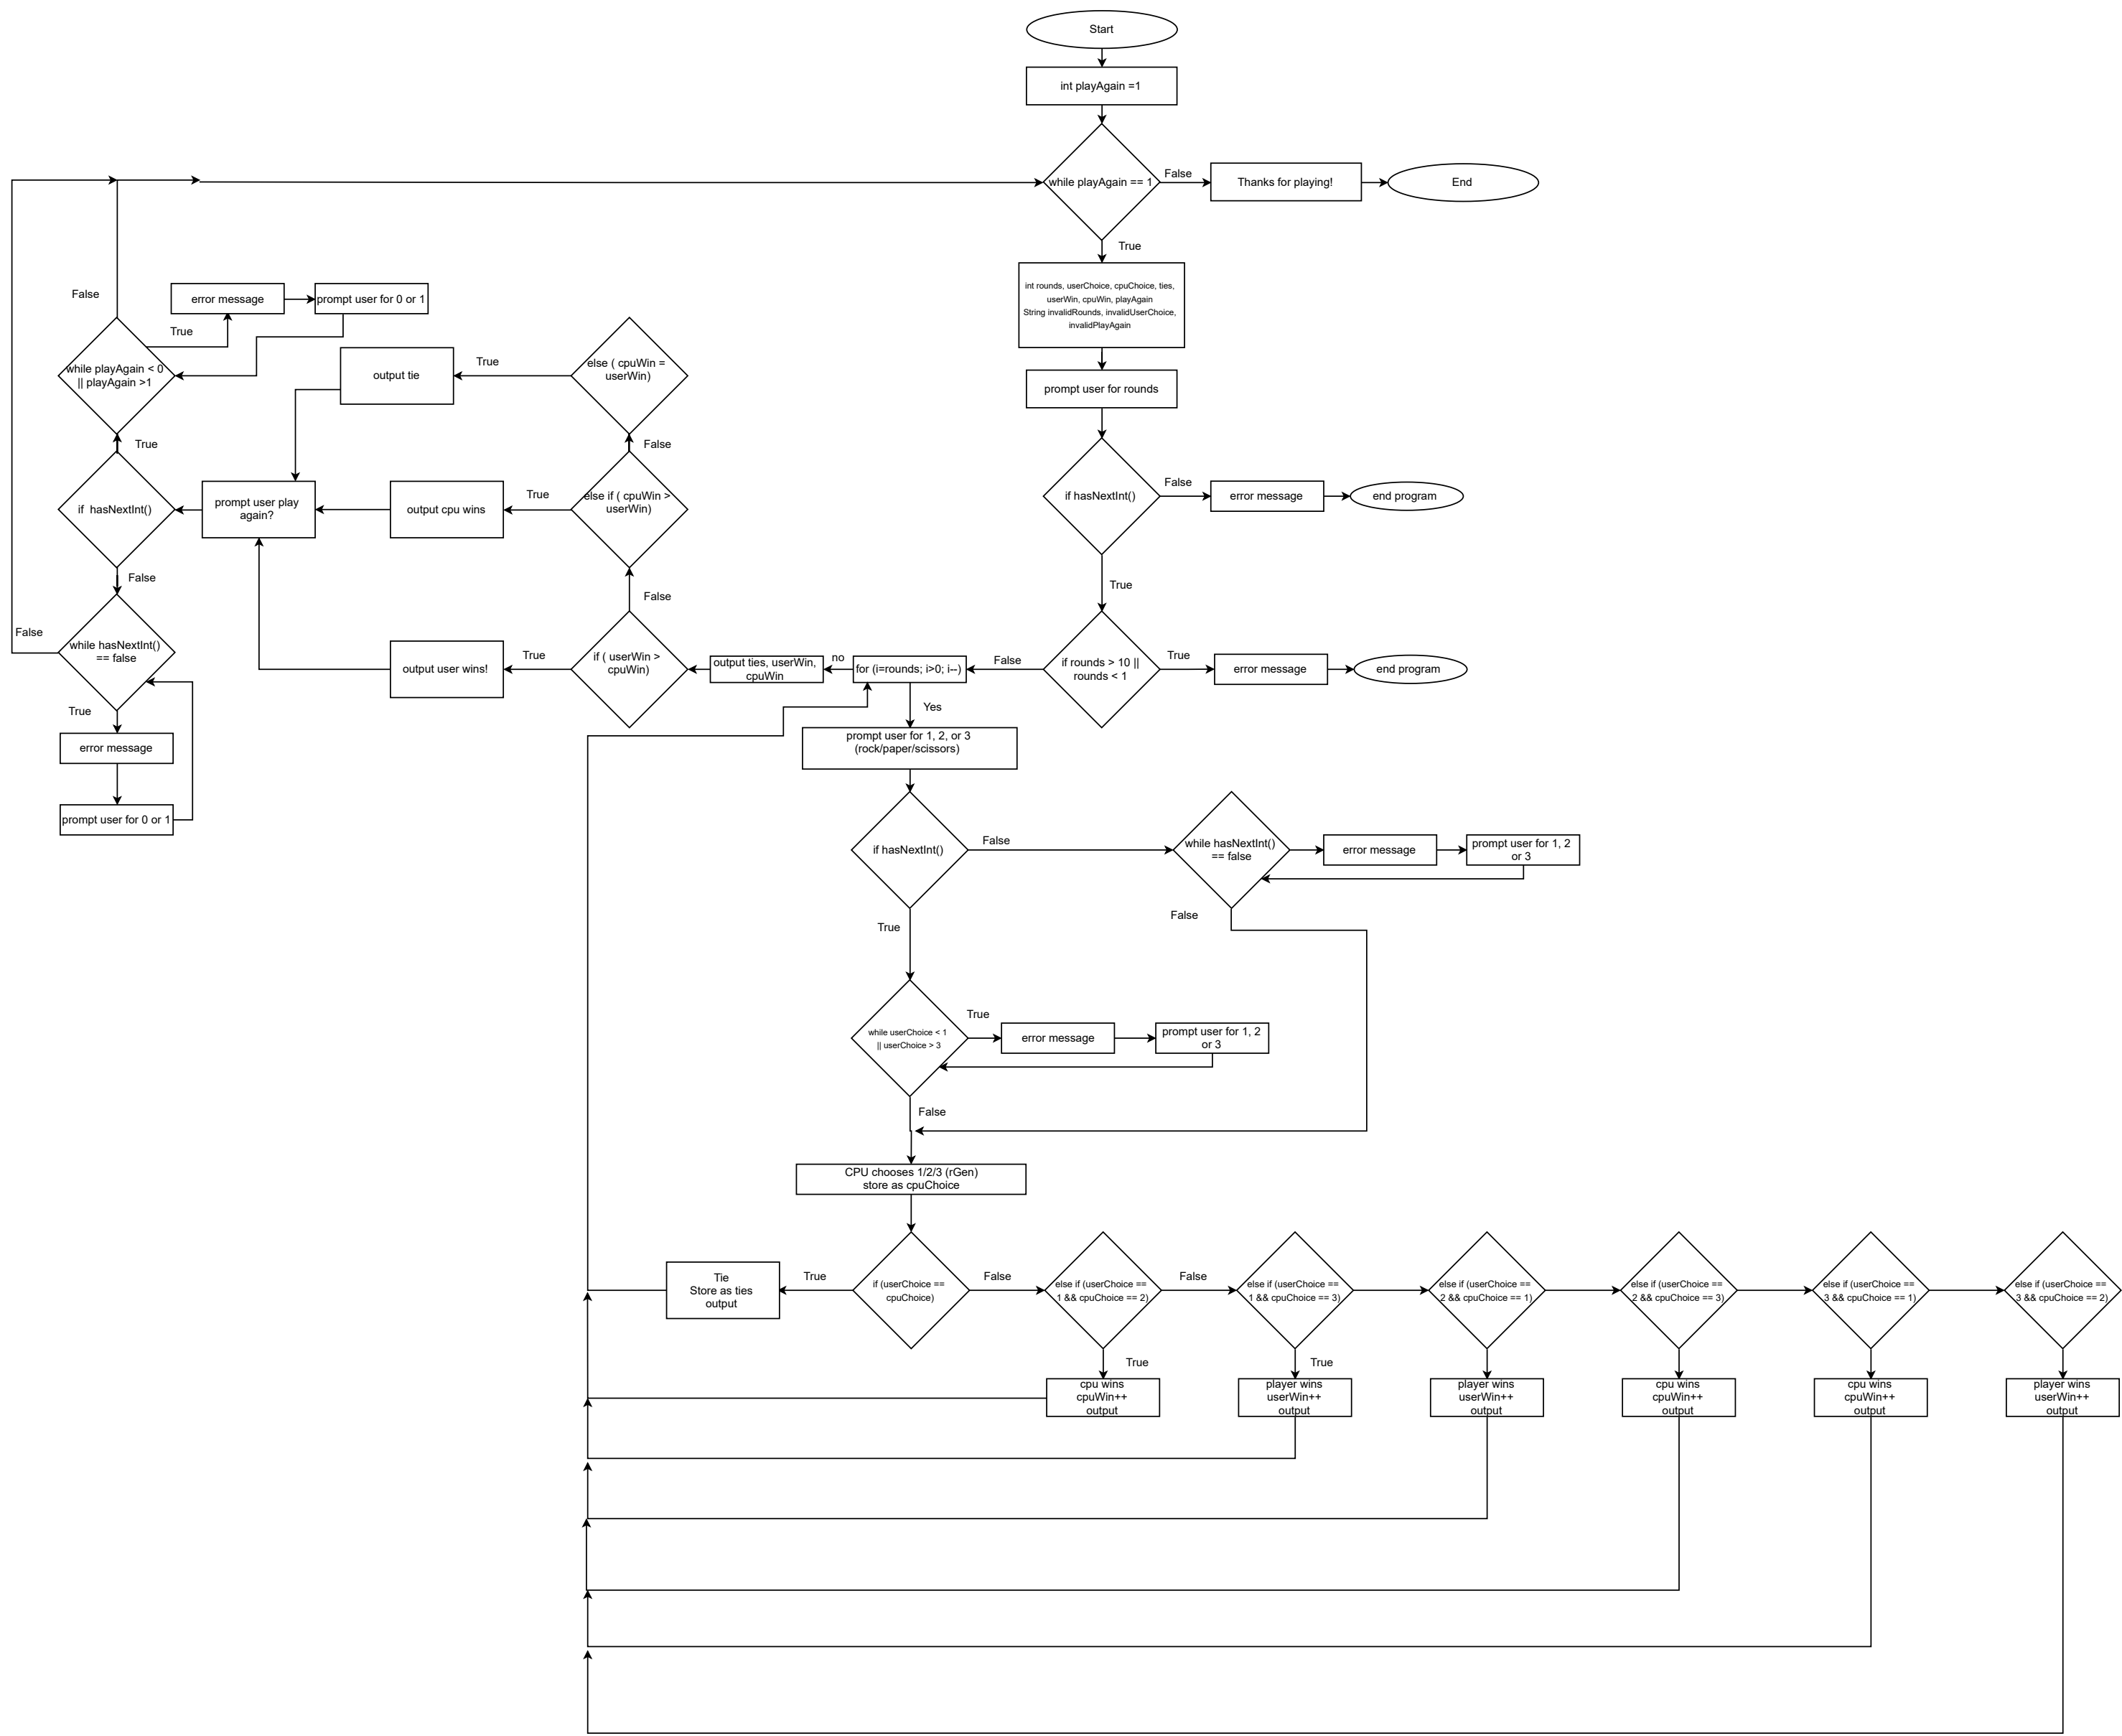 Start
int playAgain =1
while playAgain == 1
False
Thanks for playing!
End
True
int rounds, userChoice, cpuChoice, ties,
userWin, cpuWin, playAgain
String invalidRounds, invalidUserChoice,
invalidPlayAgain
prompt user for rounds
if hasNextInt()
False
error message
end program
True
if rounds > 10 ||
rounds < 1
True
error message
end program
False
for (i=rounds; i>0; i--)
no
output ties, userWin,
cpuWin
if ( userWin >
cpuWin)
True
output user wins!
False
else if ( cpuWin >
userWin)
True
output cpu wins
False
else ( cpuWin =
userWin)
True
output tie
prompt user play
again?
if  hasNextInt()
True
while playAgain < 0
|| playAgain >1
True
error message
prompt user for 0 or 1
False
False
while hasNextInt()
== false
False
True
error message
prompt user for 0 or 1
Yes
prompt user for 1, 2, or 3
(rock/paper/scissors)
if hasNextInt()
False
while hasNextInt()
== false
error message
prompt user for 1, 2
or 3
False
True
while userChoice < 1
|| userChoice > 3
True
error message
prompt user for 1, 2
or 3
False
CPU chooses 1/2/3 (rGen)
store as cpuChoice
if (userChoice ==
cpuChoice)
True
Tie
Store as ties
output
False
else if (userChoice ==
1 && cpuChoice == 2)
False
else if (userChoice ==
1 && cpuChoice == 3)
else if (userChoice ==
2 && cpuChoice == 1)
else if (userChoice ==
2 && cpuChoice == 3)
else if (userChoice ==
3 && cpuChoice == 1)
else if (userChoice ==
3 && cpuChoice == 2)
True
True
cpu wins
cpuWin++
output
player wins
userWin++
output
player wins
userWin++
output
cpu wins
cpuWin++
output
cpu wins
cpuWin++
output
player wins
userWin++
output